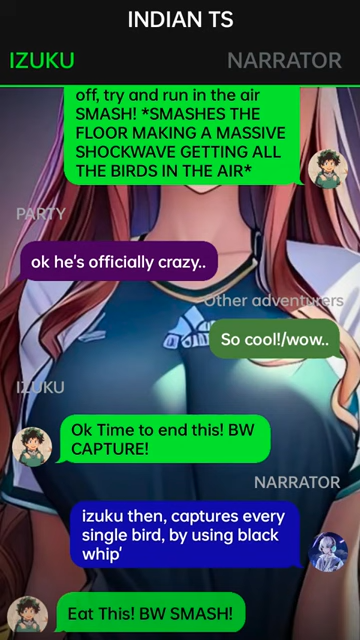 INDIAN TS
IZUKU
NARRATOR
off, try and run in the air
SMASH! *SMASHES THE
FLOOR MAKING A MASSIVE
SHOCKWAVE GETTING ALL
THE BIRDS IN THE AIR*
PARTY
ok he's officially crazy..
Other adventurers
So cool!/wow..
IZUKU
Ok Time to end this! BW
CAPTURE!
NARRATOR
izuku then, captures every
single bird, by using black
whip'
Eat This! BW SMASH!